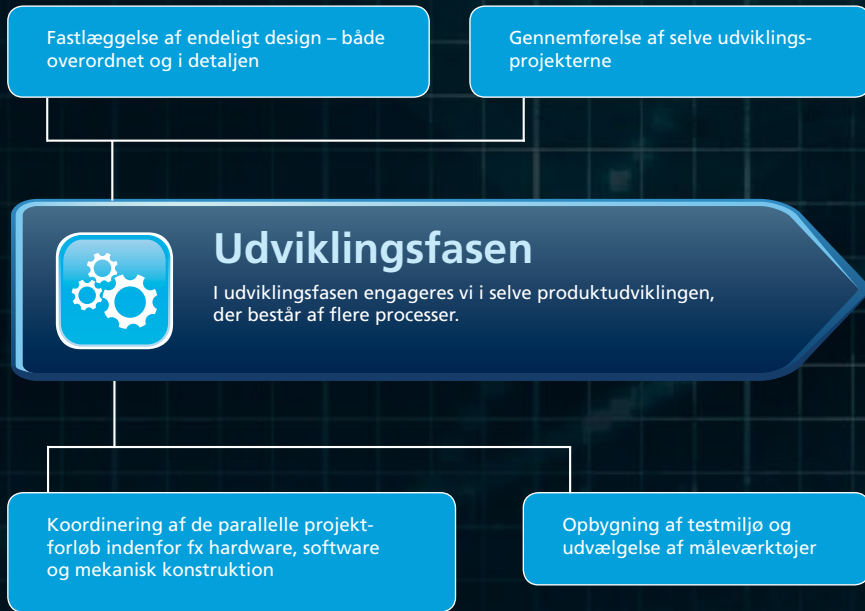 Fastlæggelse af endeligt design – både
overordnet og i detaljen
Gennemførelse af selve udviklings-
projekterne
Udviklingsfasen
I udviklingsfasen engageres vi i selve produktudviklingen,
der består af flere processer.
Koordinering af de parallelle projekt-
forløb indenfor fx hardware, software
og mekanisk konstruktion
Opbygning af testmiljø og
udvælgelse af måleværktøjer